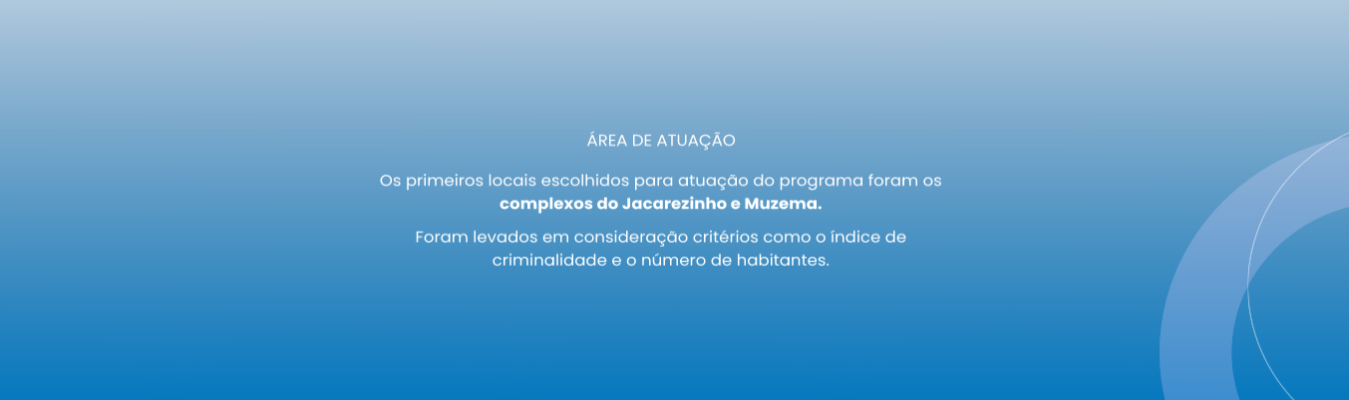 ÁREA DE ATUAÇÃO
Os primeiros locais escolhidos para atuação do programa foram os
complexos do Jacarezinho e Muzema.
Foram levados em consideração critérios como o índice de
criminalidade e o número de habitantes.